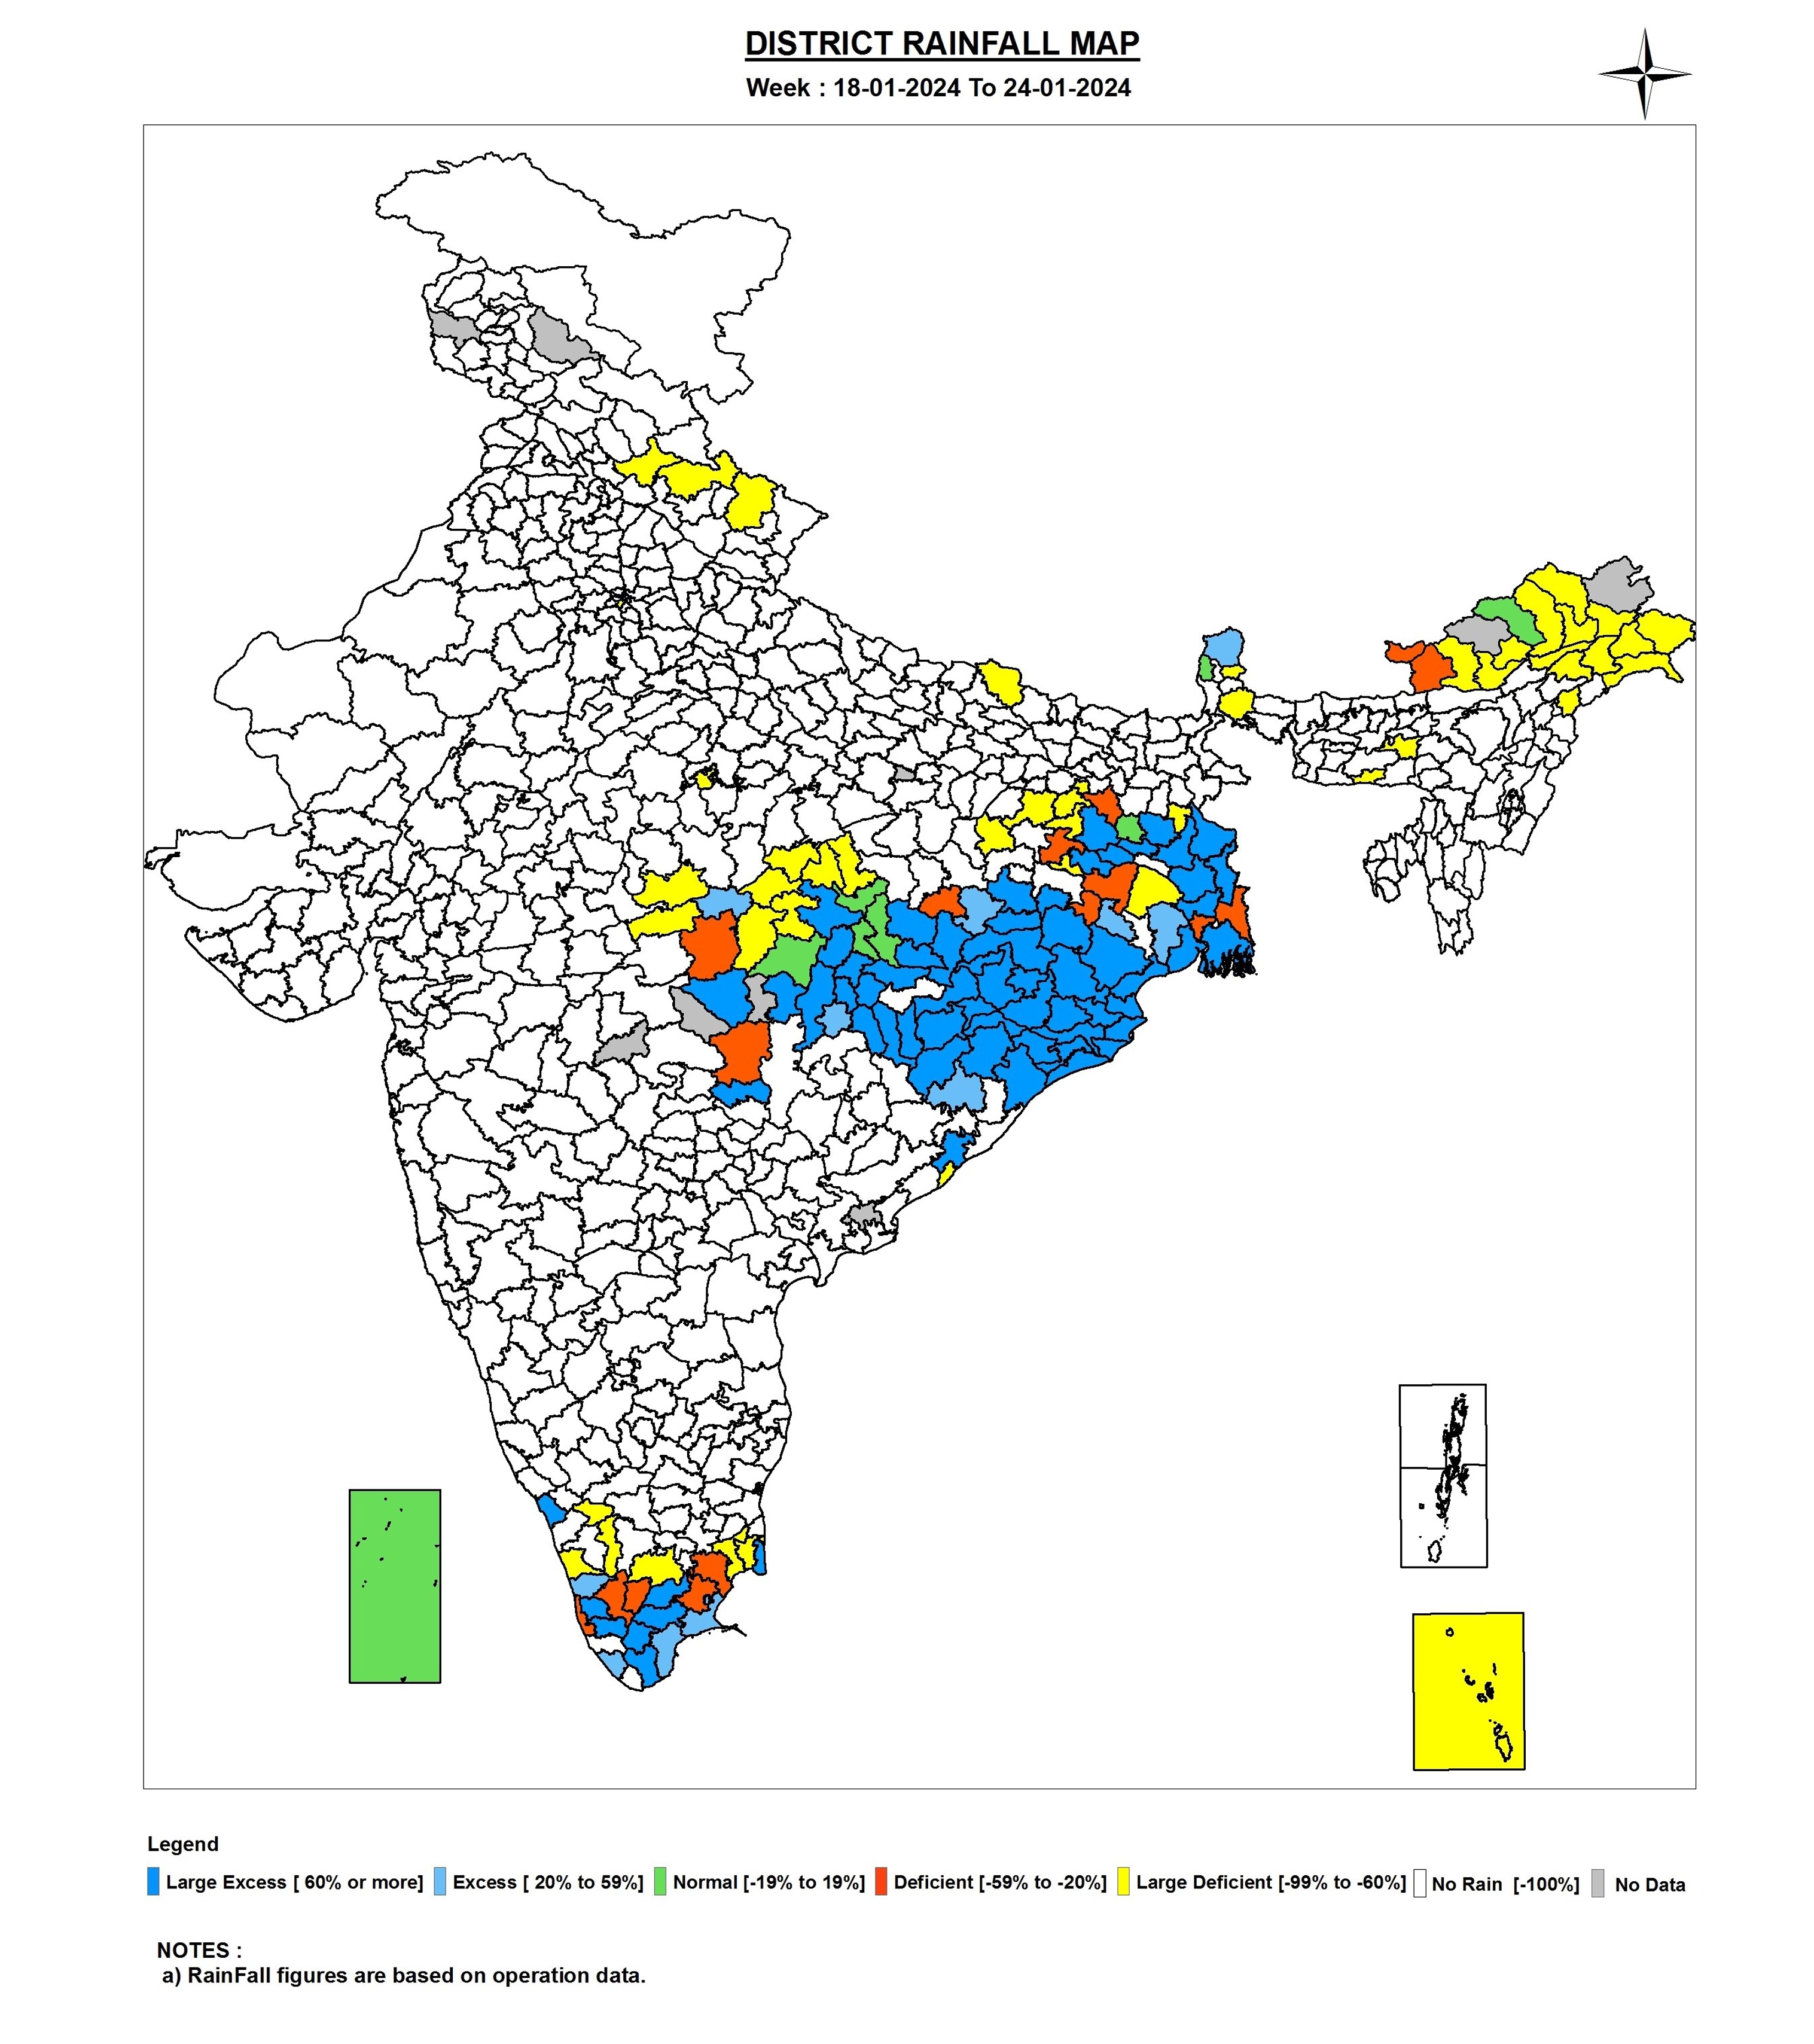 DISTRICT RAINFALL MAP
Week : 18-01-2024 To 24-01-2024
Legend
Large Excess [ 60% or more] Excess [ 20% to 59%] Normal [-19% to 19%] Deficient [-59% to -20%] Large Deficient [-99% to -60%] No Rain [-100%] No Data
NOTES :
a) RainFall figures are based on operation data.